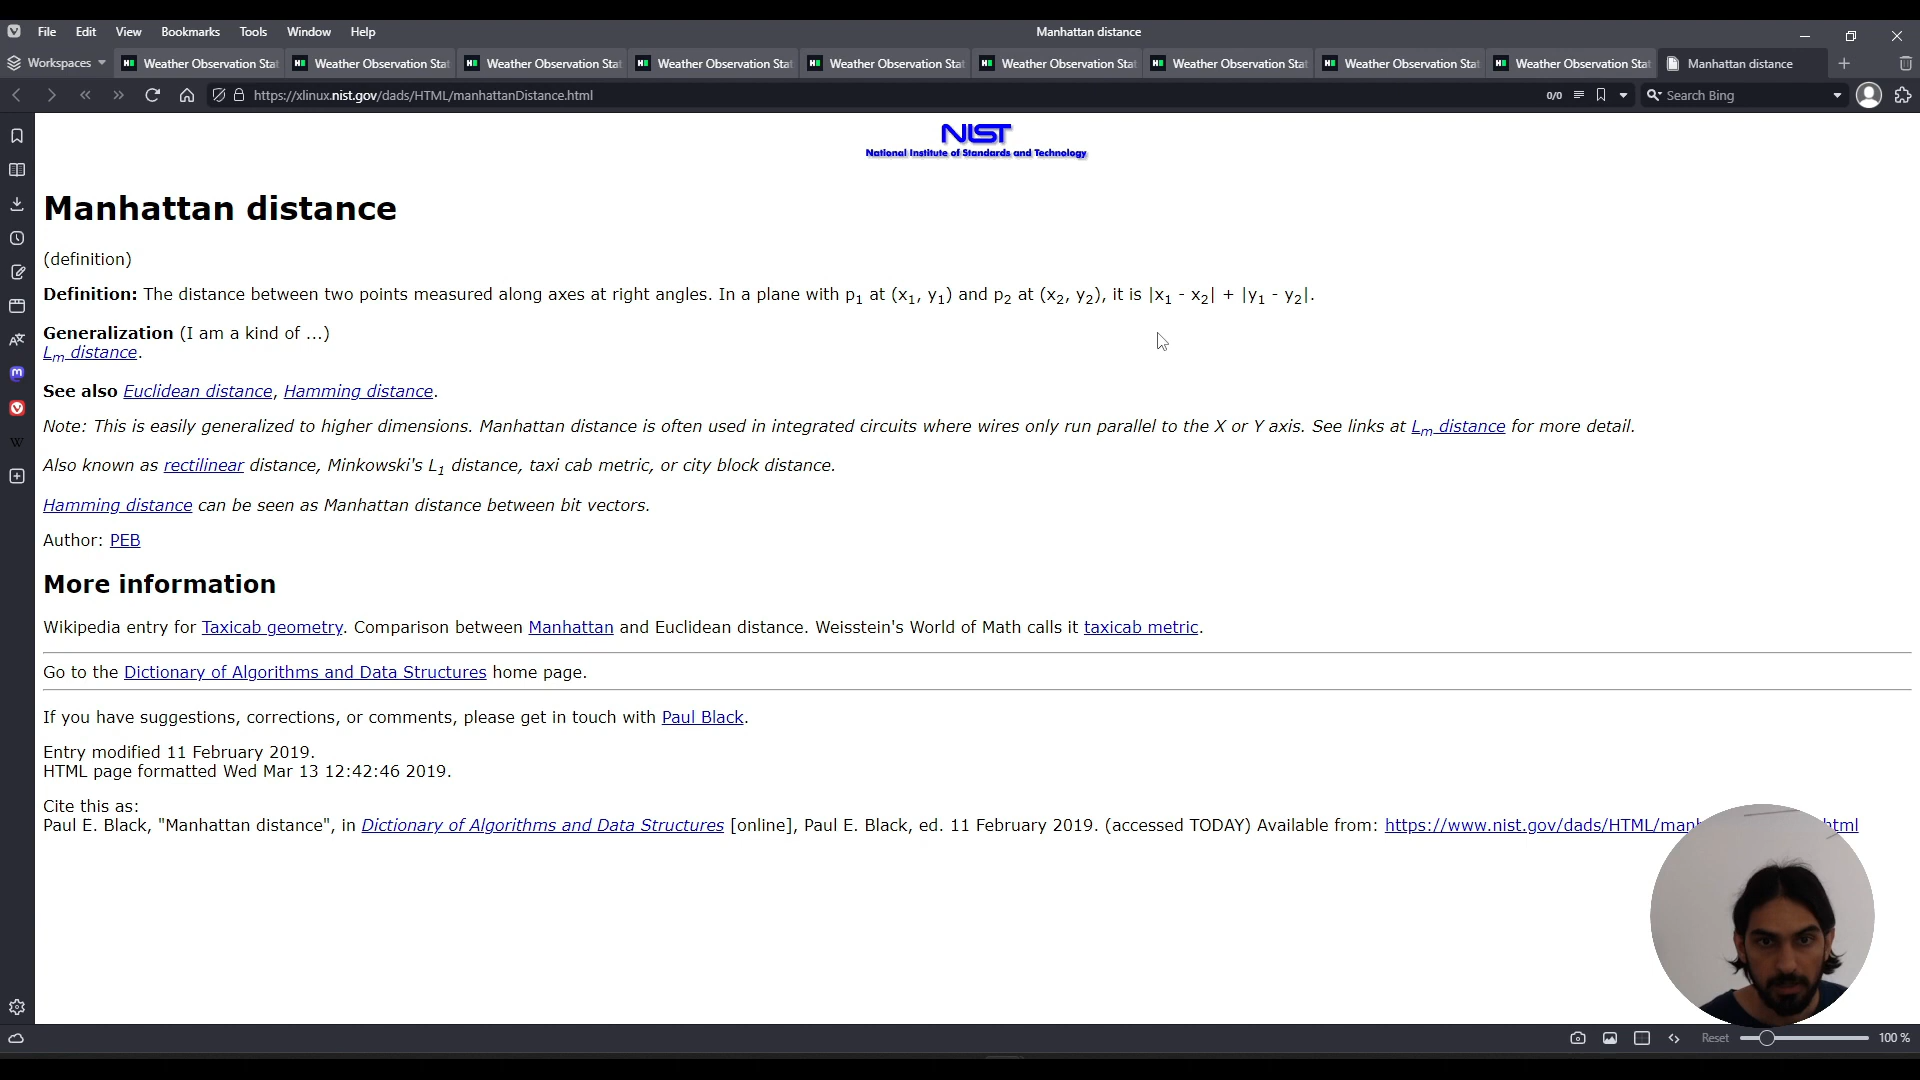 File Edit View Bookmarks Tools Window Help Manhattan distance
Workspaces Weather Observation Stat Weather Observation Stat Weather Observation Stat Weather Observation Stat Weather Observation Stat Weather Observation Stat Weather Observation Stat Weather Observation Stat Weather Observation Stat Manhattan distance
https://xlinux.nist.gov/dads/HTML/manhattanDistance.html 0/0 Search Bing
NIST
National Institute of Standards and Technology
Manhattan distance
(definition)
Definition: The distance between two points measured along axes at right angles. In a plane with p1 at (x1, y1) and p2 at (x2, y2), it is |x1 - x2| + |y1 - y2|.
Generalization (I am a kind of ...)
Lm distance.
See also Euclidean distance, Hamming distance.
Note: This is easily generalized to higher dimensions. Manhattan distance is often used in integrated circuits where wires only run parallel to the X or Y axis. See links at Lm distance for more detail.
Also known as rectilinear distance, Minkowski's L1 distance, taxi cab metric, or city block distance.
Hamming distance can be seen as Manhattan distance between bit vectors.
Author: PEB
More information
Wikipedia entry for Taxicab geometry. Comparison between Manhattan and Euclidean distance. Weisstein's World of Math calls it taxicab metric.
Go to the Dictionary of Algorithms and Data Structures home page.
If you have suggestions, corrections, or comments, please get in touch with Paul Black.
Entry modified 11 February 2019.
HTML page formatted Wed Mar 13 12:42:46 2019.
Cite this as:
Paul E. Black, "Manhattan distance", in Dictionary of Algorithms and Data Structures [online], Paul E. Black, ed. 11 February 2019. (accessed TODAY) Available from: https://www.nist.gov/dads/HTML/manh tml
Reset 100 %